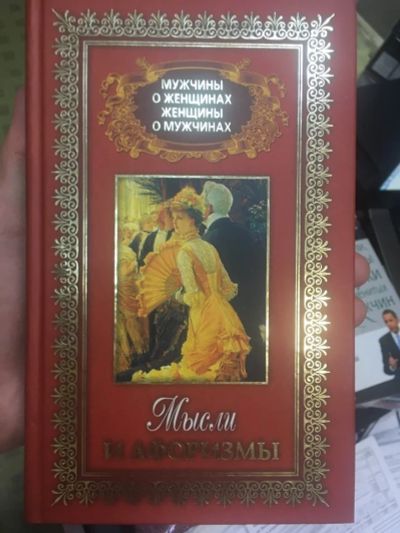 МУЖЧИНЫ
О ЖЕНЩИНАХ
ЖЕНЩИНЫ
О МУЖЧИНАХ
Мысли
И АФОРИЗМЫ